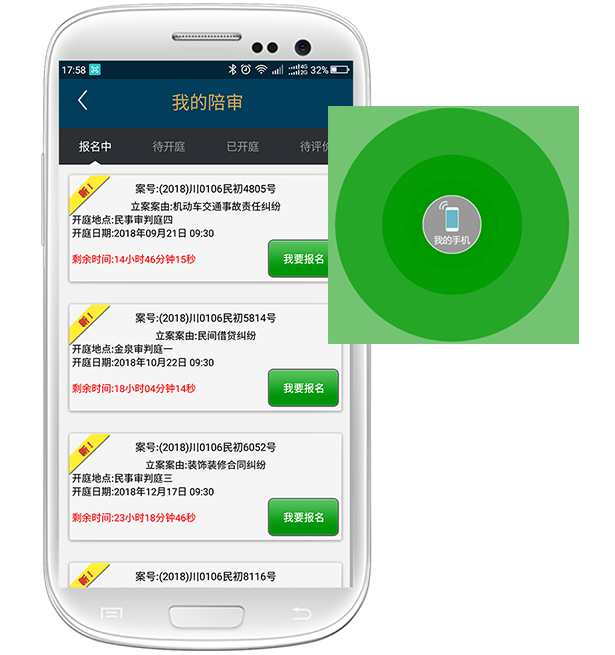 17:58
4G
2G
32%
我的陪审
报名中
待开庭
已开庭
待评价
新！
案号:(2018)川0106民初4805号
立案案由:机动车交通事故责任纠纷
开庭地点:民事审判庭四
开庭日期:2018年09月21日 09:30
剩余时间:14小时46分钟15秒
我要报名
新！
案号:(2018)川0106民初5814号
立案案由:民间借贷纠纷
开庭地点:金泉审判庭一
开庭日期:2018年10月22日 09:30
剩余时间:18小时04分钟14秒
我要报名
新！
案号:(2018)川0106民初6052号
立案案由:装饰装修合同纠纷
开庭地点:民事审判庭三
开庭日期:2018年12月17日 09:30
剩余时间:23小时18分钟46秒
我要报名
新！
案号:(2018)川0106民初8116号
我的手机